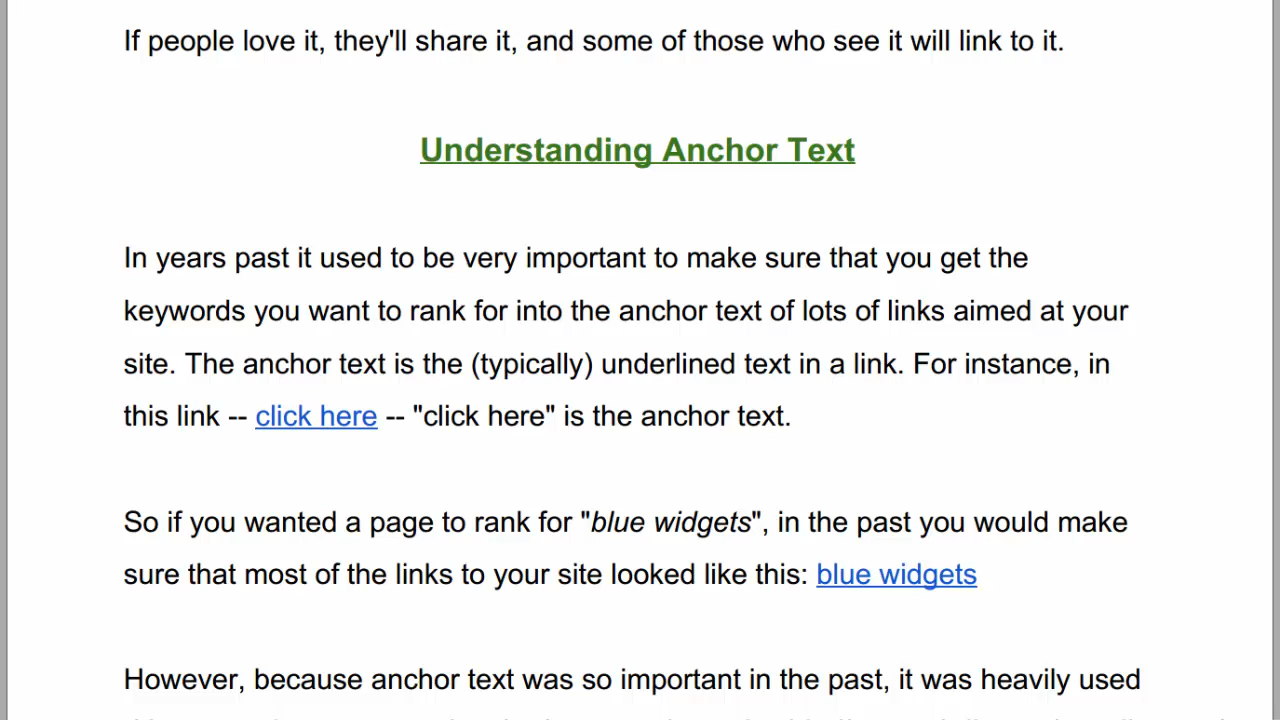 If people love it, they'll share it, and some of those who see it will link to it.
Understanding Anchor Text
In years past it used to be very important to make sure that you get the
keywords you want to rank for into the anchor text of lots of links aimed at your
site. The anchor text is the (typically) underlined text in a link. For instance, in
this link -- click here -- "click here" is the anchor text.
So if you wanted a page to rank for "blue widgets", in the past you would make
sure that most of the links to your site looked like this: blue widgets
However, because anchor text was so important in the past, it was heavily used